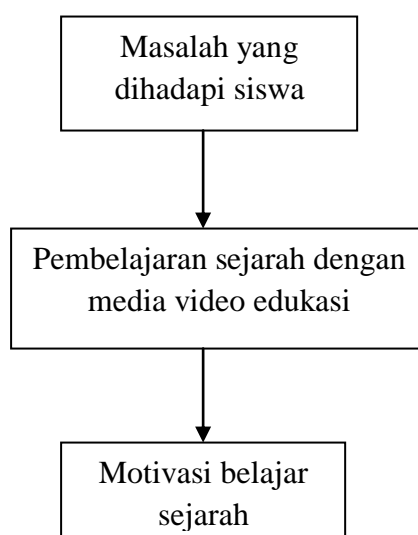 Masalah yang
dihadapi siswa
Pembelajaran sejarah dengan
media video edukasi
Motivasi belajar
sejarah